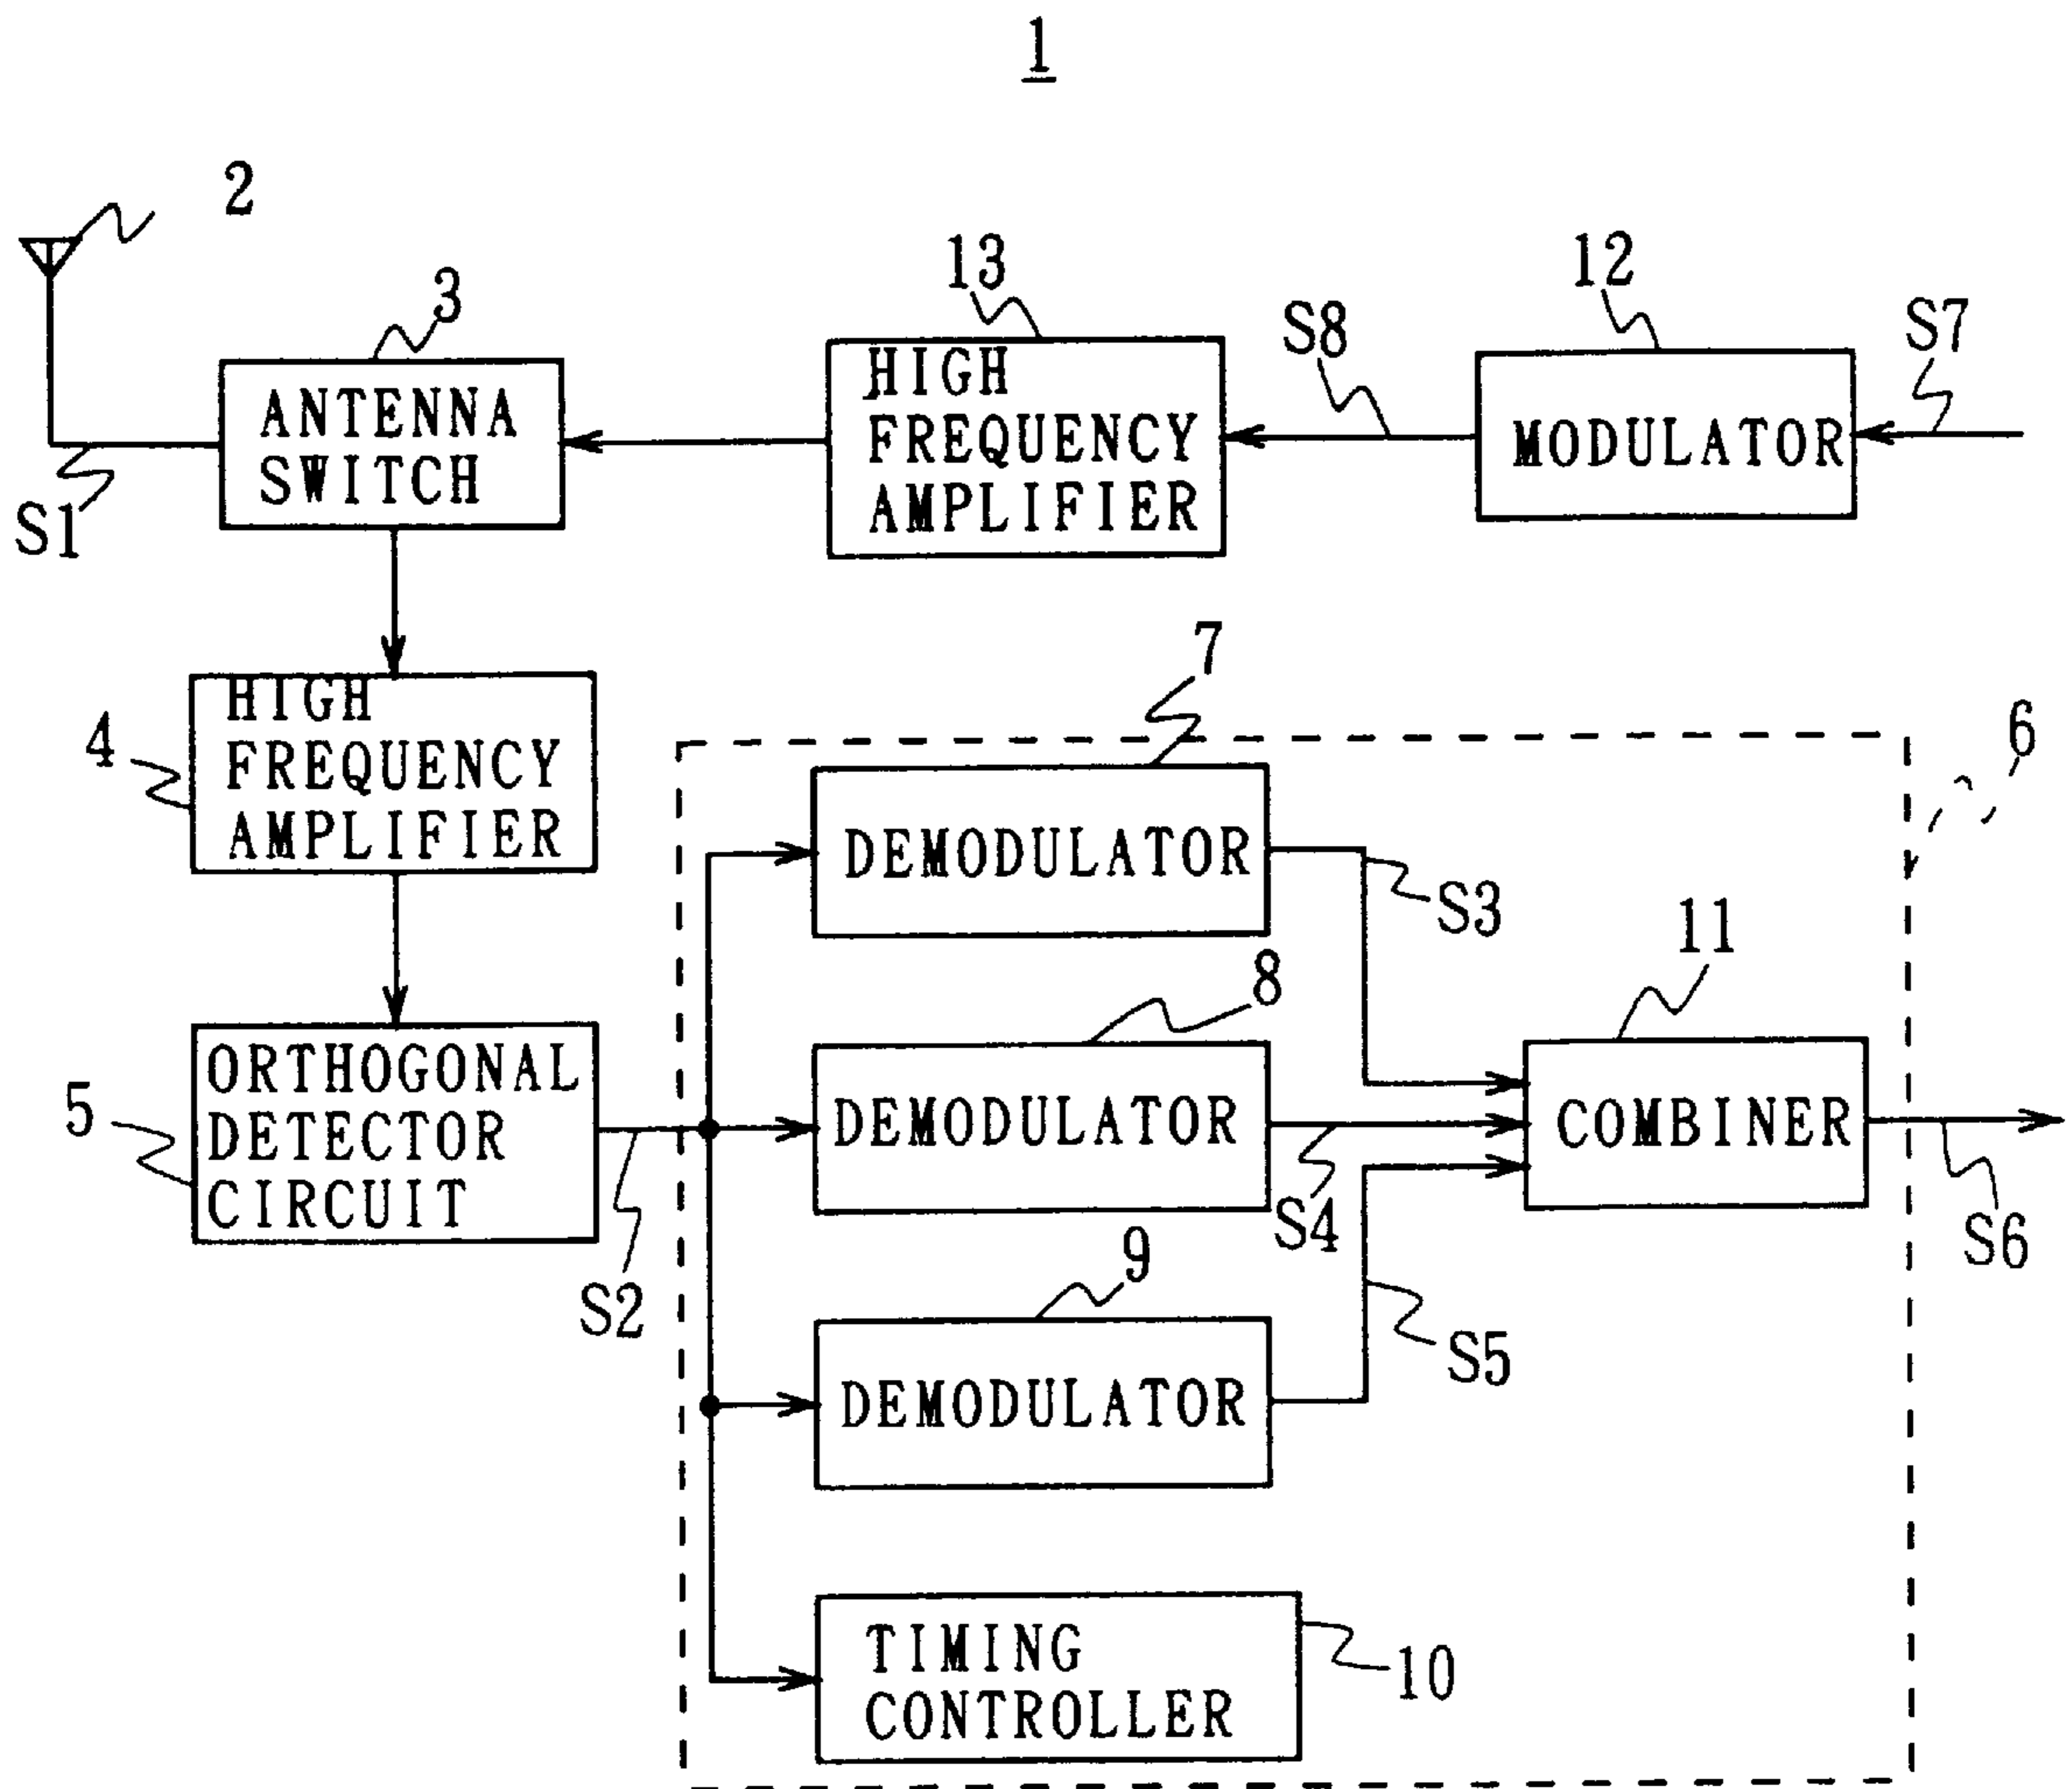 1
2
3
13
12
S8
S7
ANTENNA
SWITCH
HIGH
FREQUENCY
AMPLIFIER
MODULATOR
S1
7
6
4
HIGH
FREQUENCY
AMPLIFIER
DEMODULATOR
S3
11
8
5
ORTHOGONAL
DETECTOR
CIRCUIT
DEMODULATOR
COMBINER
S4
S6
S2
9
S5
DEMODULATOR
TIMING
CONTROLLER
10